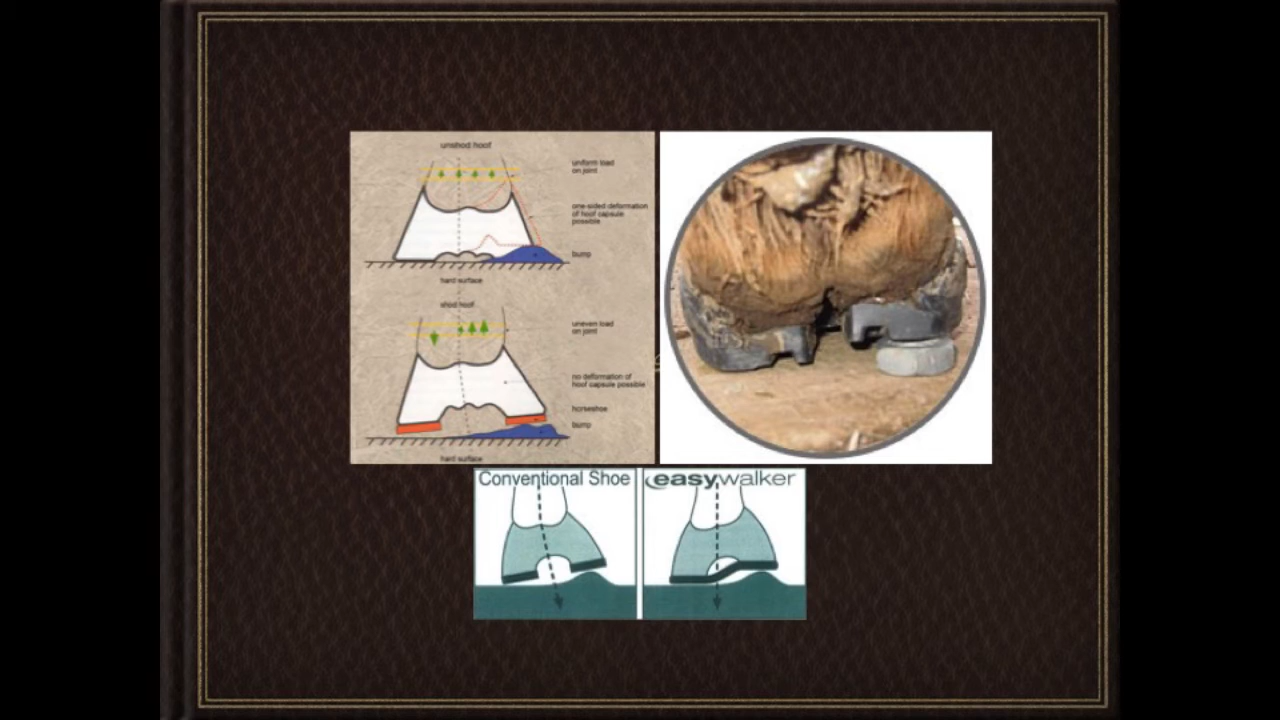 unshod hoof
uniform load
on joint
one-sided deformation
of hoof capsule
possible
bump
hard surface
shod hoof
uneven load
on joint
no deformation of
hoof capsule possible
horseshoe
bump
hard surface
Conventional Shoe
easywalker